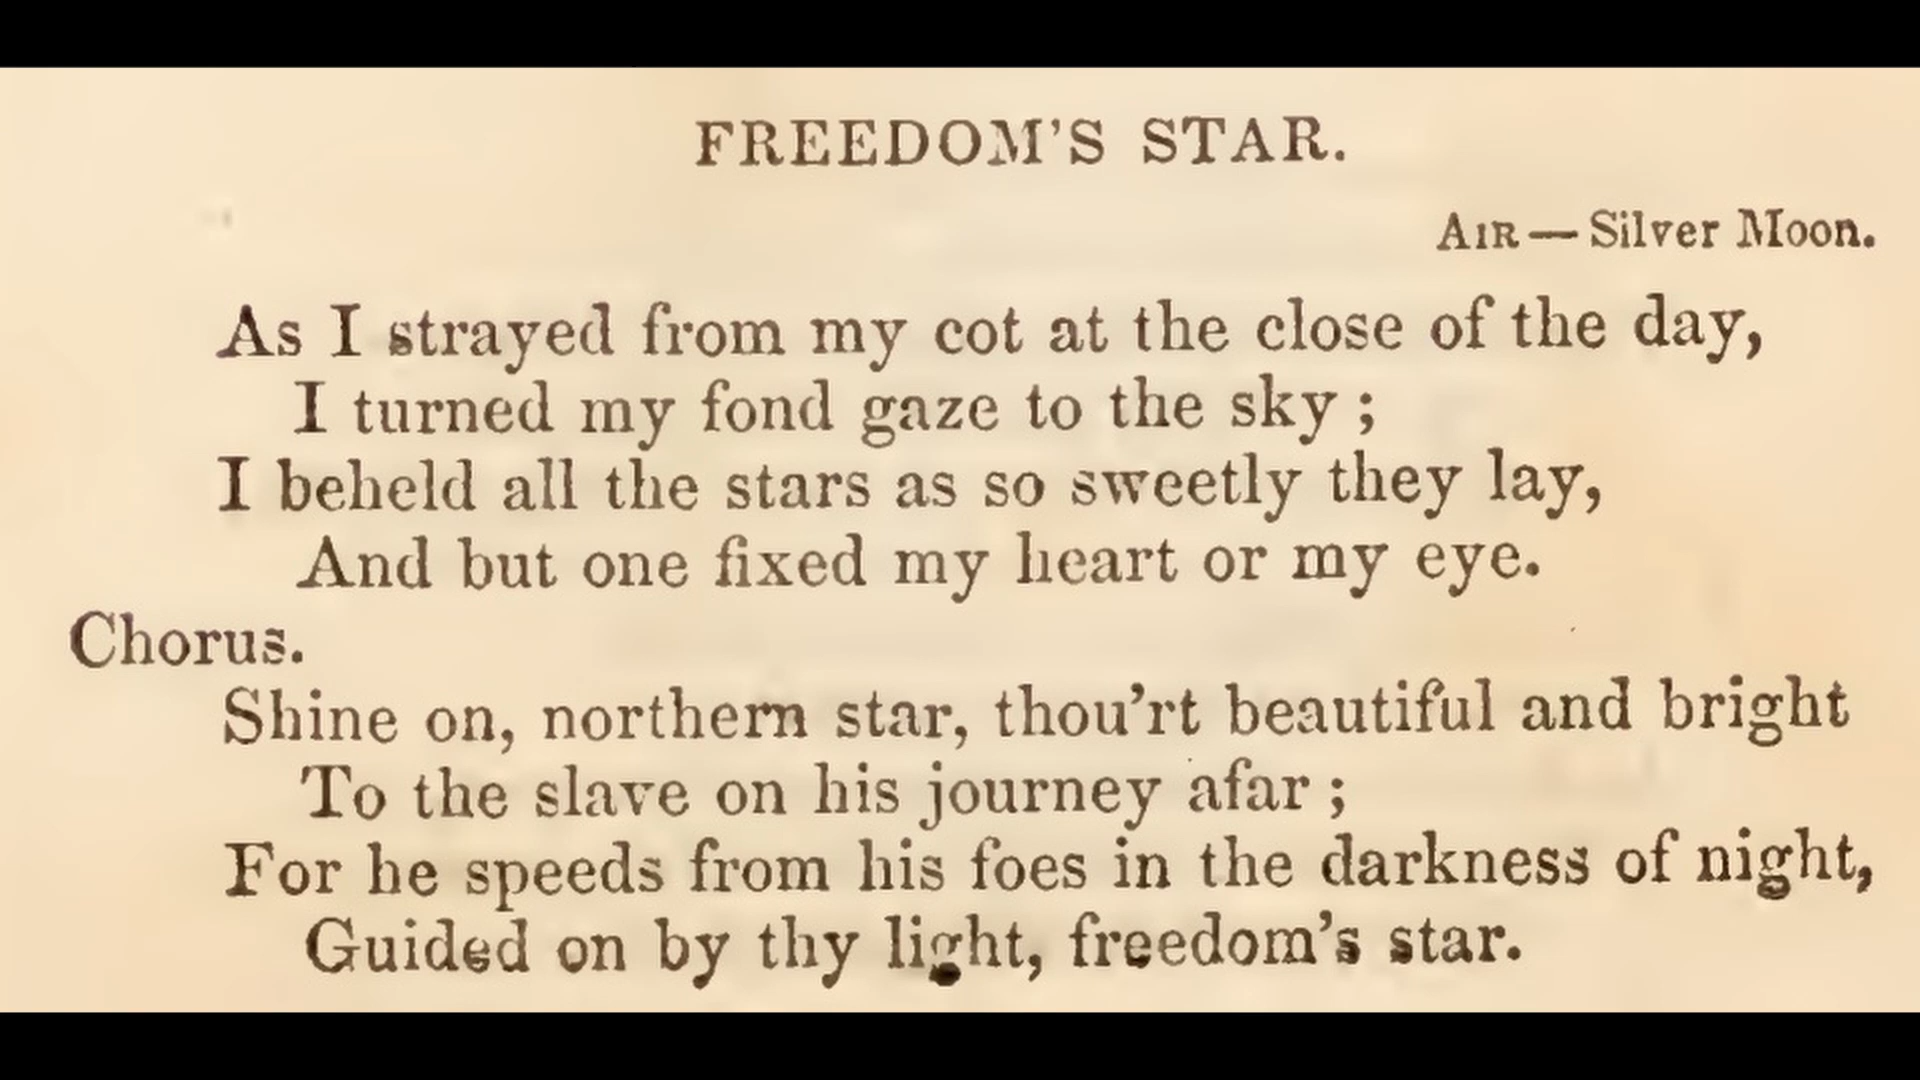 FREEDOM'S STAR.
AIR — Silver Moon.
As I strayed from my cot at the close of the day,
I turned my fond gaze to the sky ;
I beheld all the stars as so sweetly they lay,
And but one fixed my heart or my eye.
Chorus.
Shine on, northern star, thou'rt beautiful and bright
To the slave on his journey afar ;
For he speeds from his foes in the darkness of night,
Guided on by thy light, freedom's star.